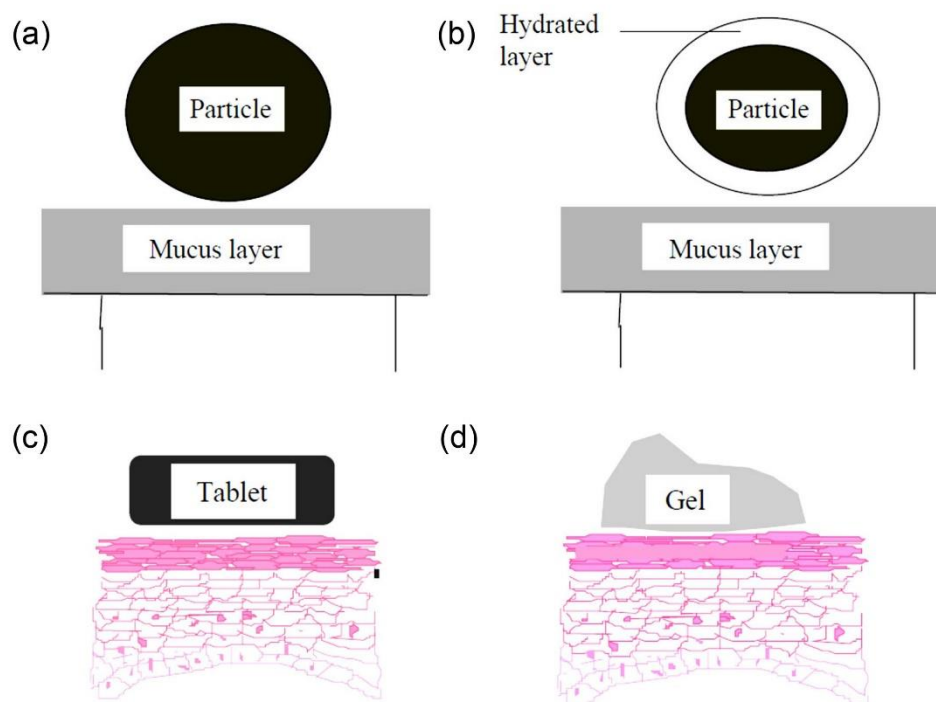 (a)
Particle
Mucus layer
(b)
Hydrated
layer
Particle
Mucus layer
(c)
Tablet
(d)
Gel